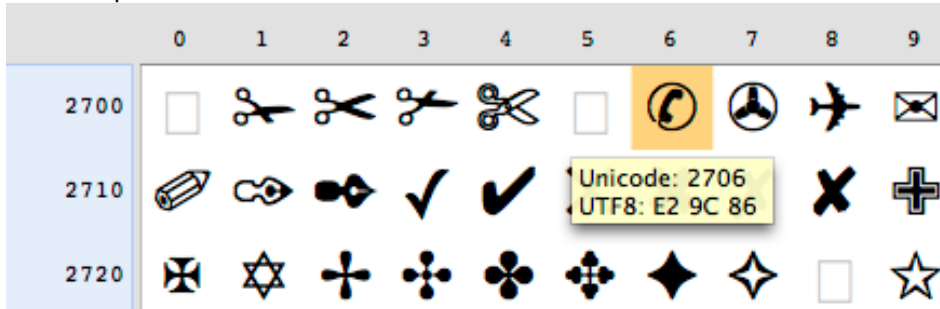 0 1 2 3 4 5 6 7 8 9
2700 ✁ ✂ ✃ ✄ ✆ ✇ ✈ ✉
2710 ✐ ✑ ✒ ✓ ✔ ✘ ✙
Unicode: 2706
UTF8: E2 9C 86
2720 ✠ ✡ ✢ ✣ ✤ ✥ ✦ ✧ ✩